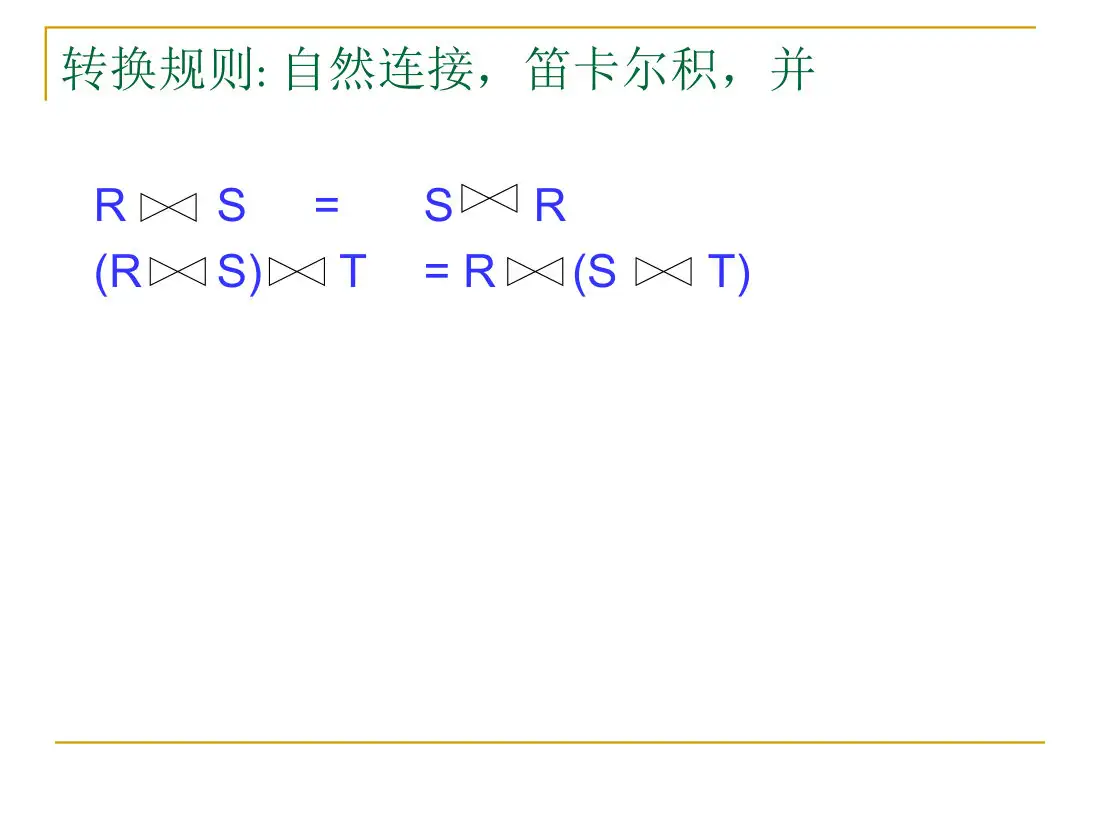 转换规则: 自然连接，笛卡尔积，并
R ⋈ S = S ⋈ R
(R ⋈ S) ⋈ T = R ⋈ (S ⋈ T)